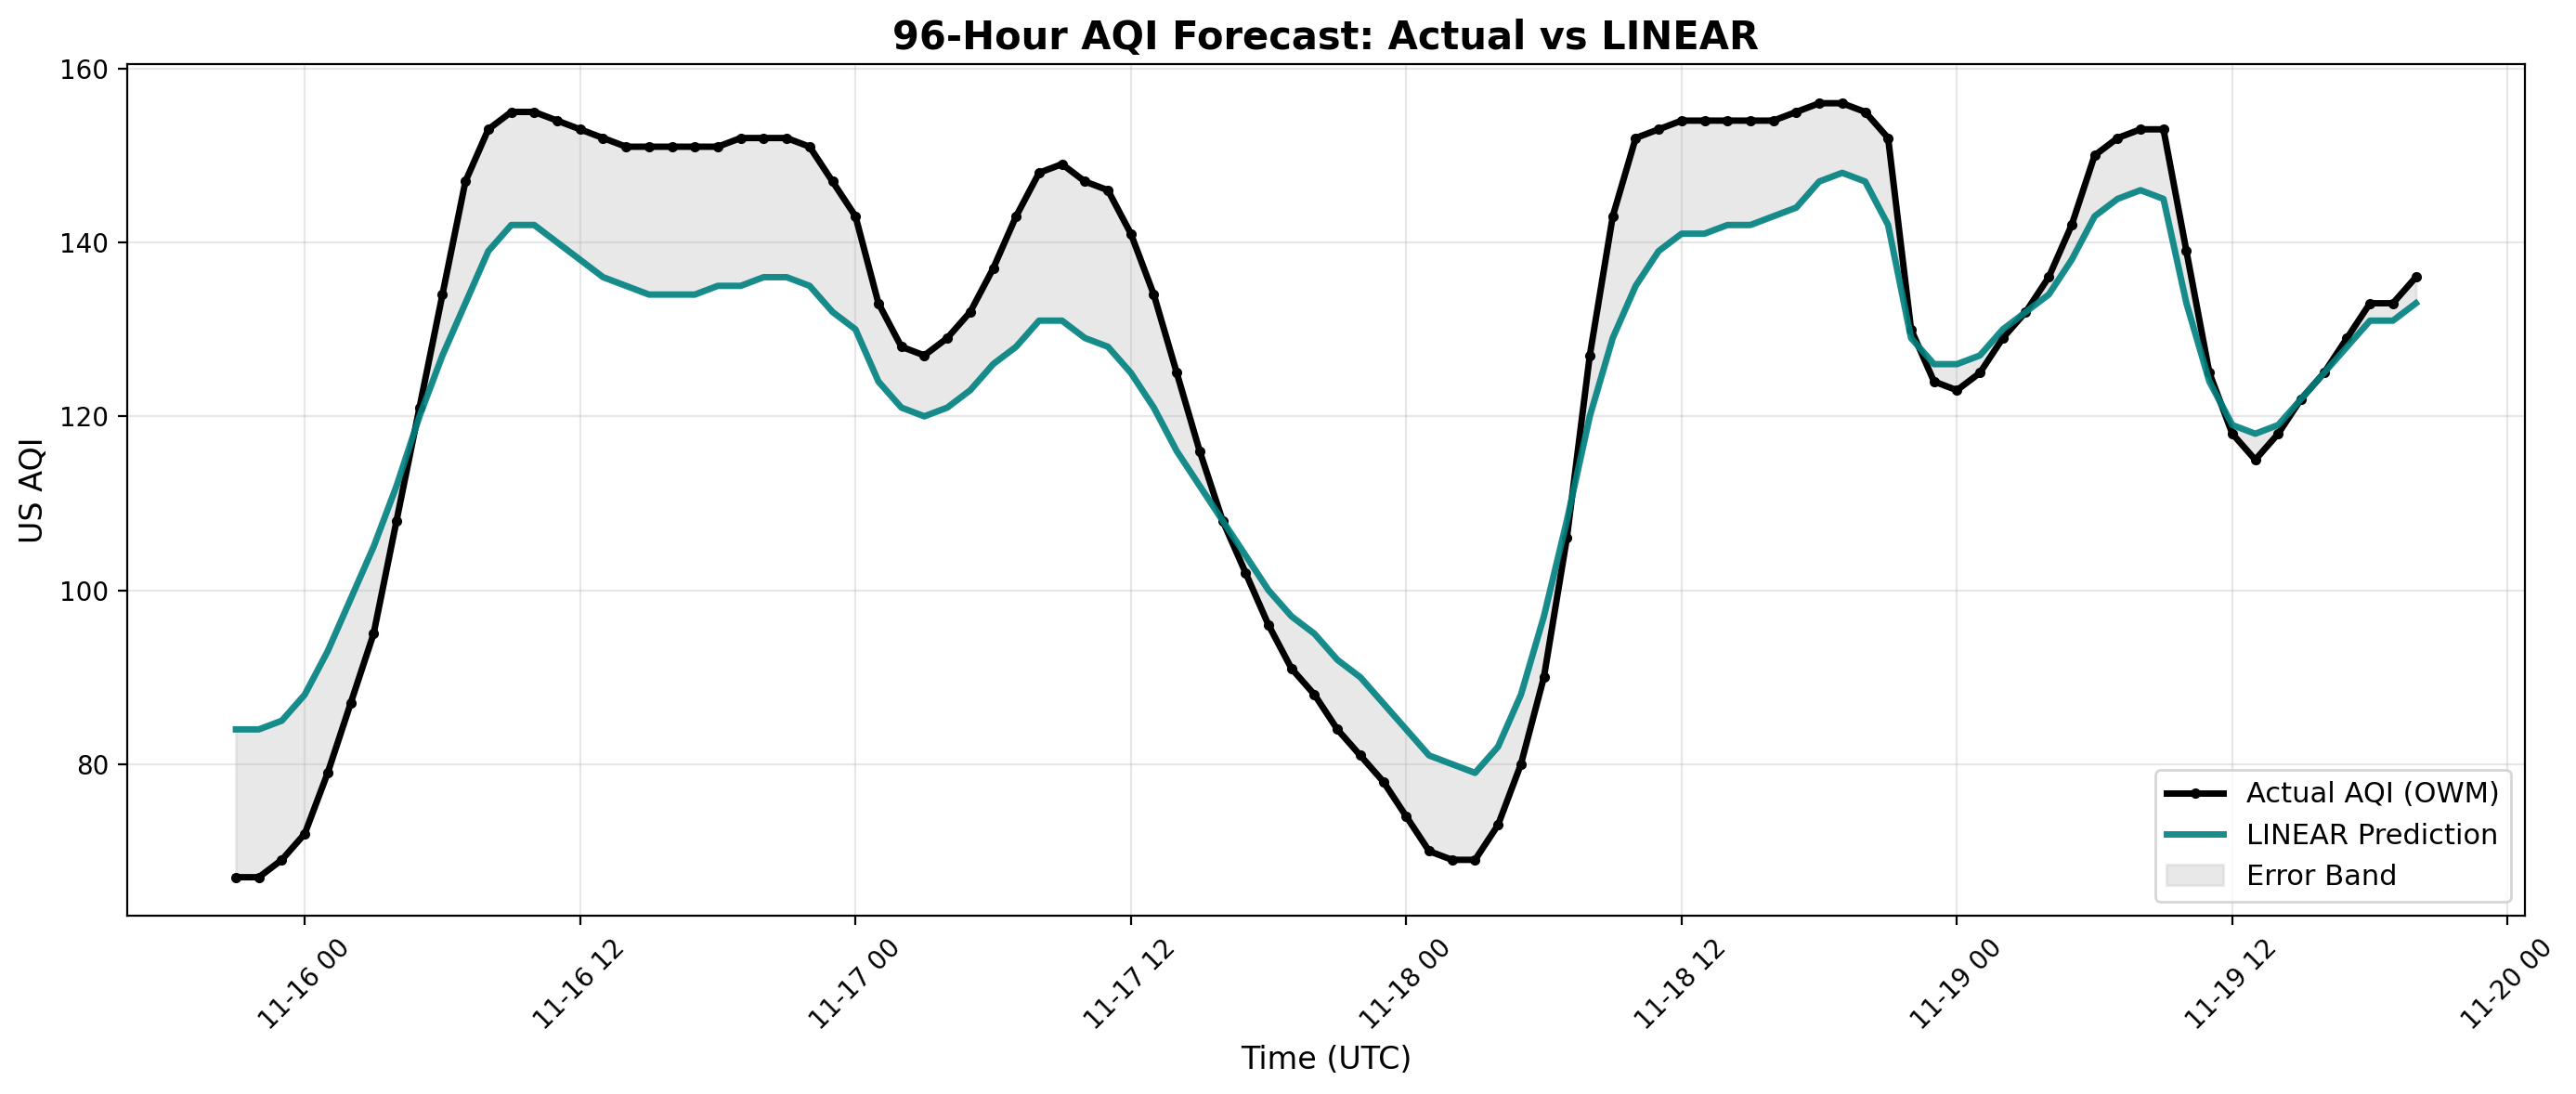 96-Hour AQI Forecast: Actual vs LINEAR
US AQI
160
140
120
100
80
Actual AQI (OWM)
LINEAR Prediction
Error Band
11-16 00
11-16 12
11-17 00
11-17 12
11-18 00
11-18 12
11-19 00
11-19 12
11-20 00
Time (UTC)